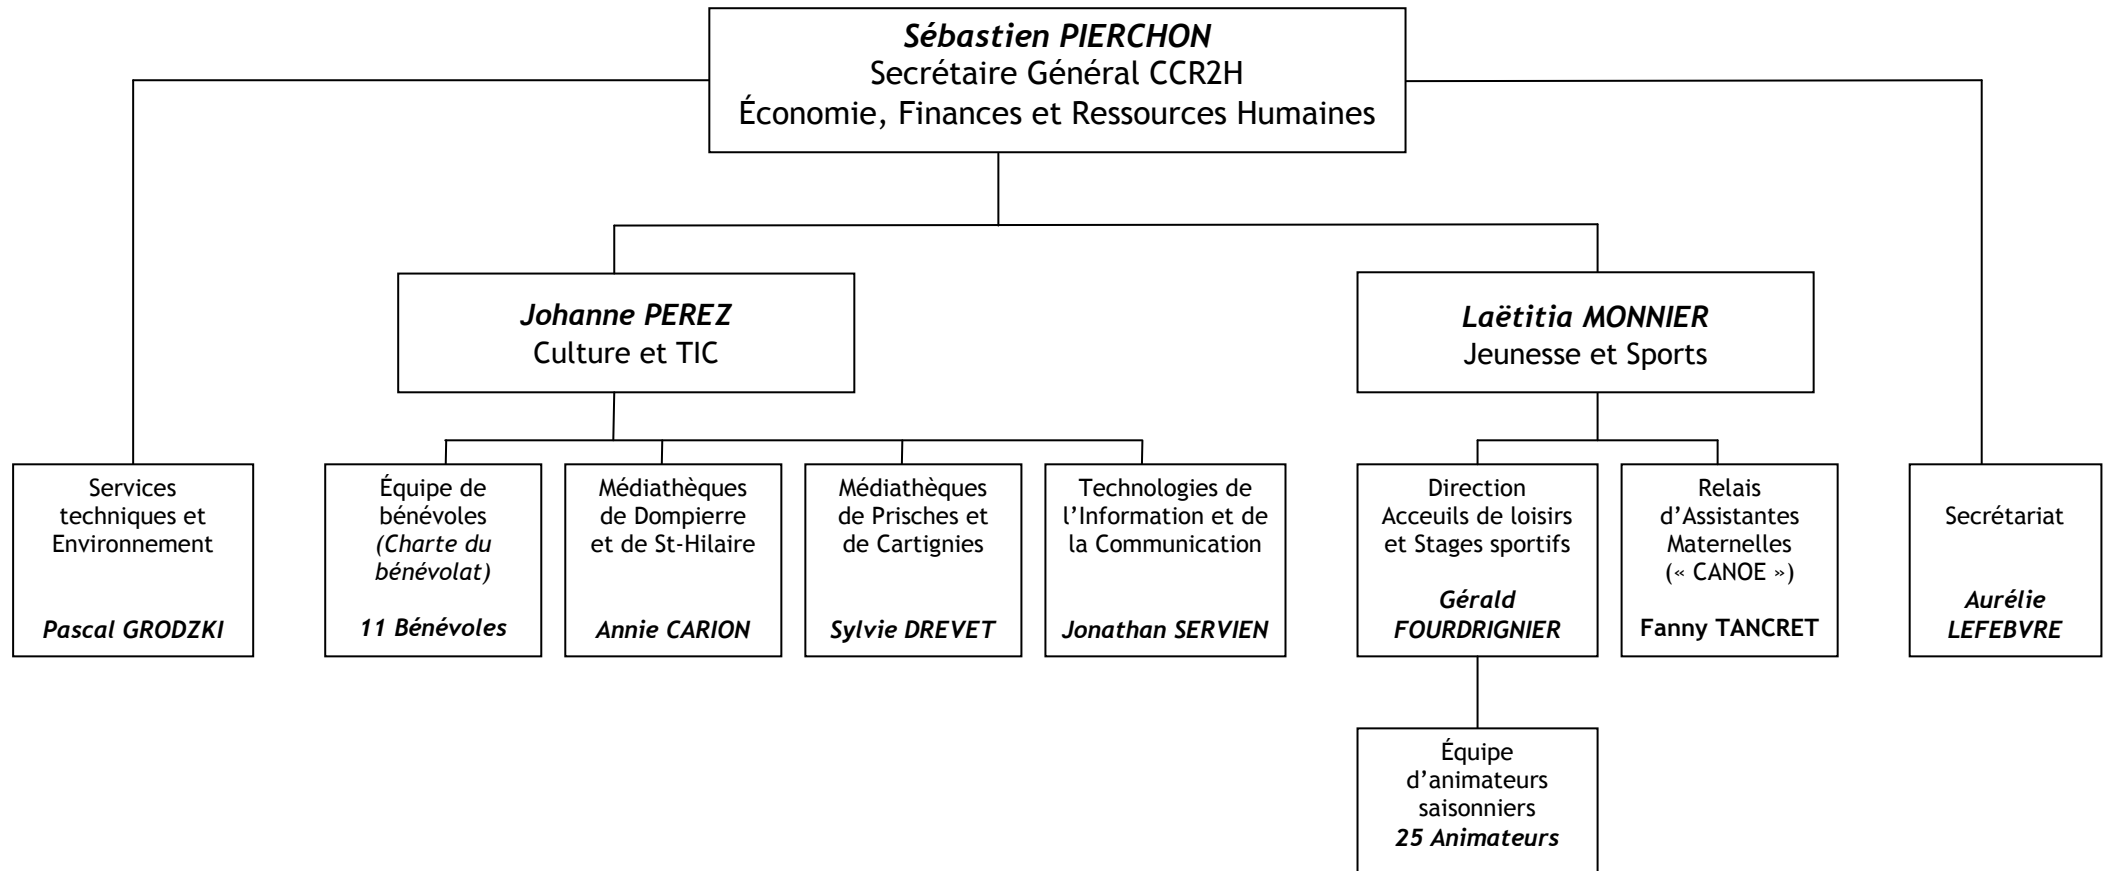 Sébastien PIERCHON
Secrétaire Général CCR2H
Économie, Finances et Ressources Humaines
Johanne PEREZ
Culture et TIC
Laëtitia MONNIER
Jeunesse et Sports
Services
techniques et
Environnement
Pascal GRODZKI
Équipe de
bénévoles
(Charte du
bénévolat)
11 Bénévoles
Médiathèques
de Dompierre
et de St-Hilaire
Annie CARION
Médiathèques
de Prisches et
de Cartignies
Sylvie DREVET
Technologies de
l’Information et de
la Communication
Jonathan SERVIEN
Direction
Acceuils de loisirs
et Stages sportifs
Gérald
FOURDRIGNIER
Relais
d’Assistantes
Maternelles
(« CANOE »)
Fanny TANCRET
Secrétariat
Aurélie
LEFEBVRE
Équipe
d’animateurs
saisonniers
25 Animateurs